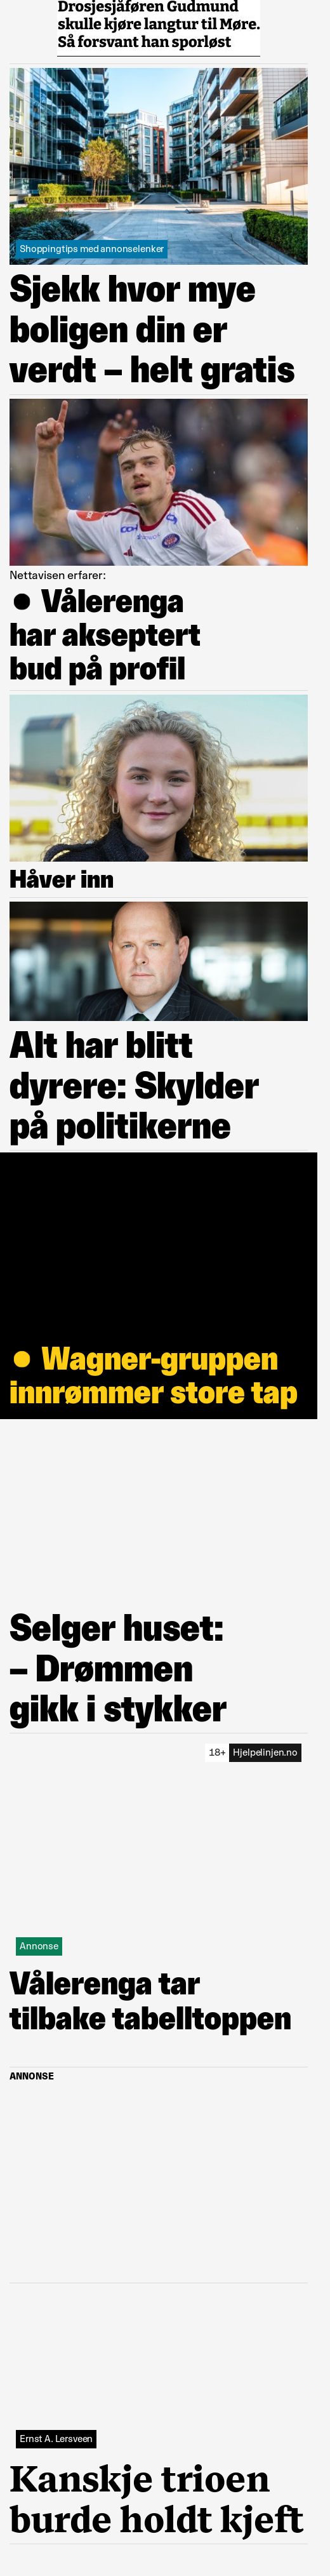 Drosjesjåføren Gudmund
skulle kjøre langtur til Møre.
Så forsvant han sporløst
Shoppingtips med annonselenker
Sjekk hvor mye
boligen din er
verdt – helt gratis
Nettavisen erfarer:
● Vålerenga
har akseptert
bud på profil
Håver inn
Alt har blitt
dyrere: Skylder
på politikerne
● Wagner-gruppen
innrømmer store tap
Selger huset:
– Drømmen
gikk i stykker
18+ Hjelpelinjen.no
Annonse
Vålerenga tar
tilbake tabelltoppen
ANNONSE
Ernst A. Lersveen
Kanskje trioen
burde holdt kjeft